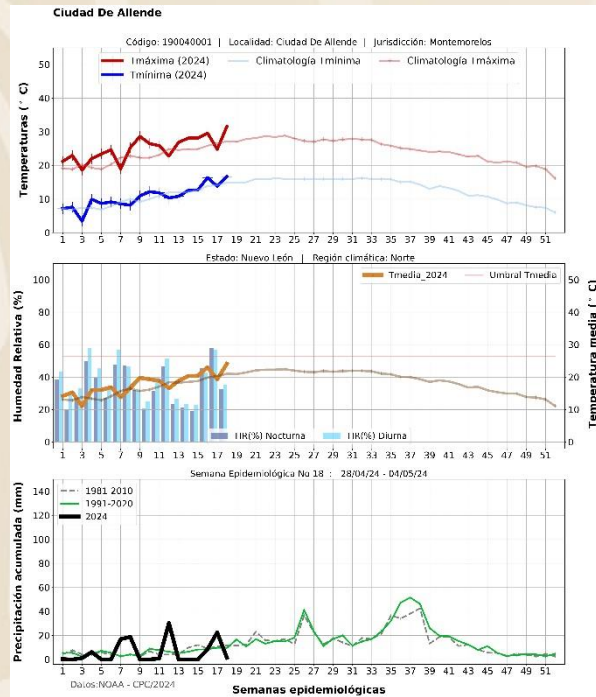 Ciudad De Allende
Código: 190040001 | Localidad: Ciudad De Allende | Jurisdicción: Montemorelos
Tmáxima (2024)
Climatología Tmínima
Climatología Tmáxima
Tmínima (2024)
Temperaturas (° C)
50
40
30
20
10
0
1 3 5 7 9 11 13 15 17 19 21 23 25 27 29 31 33 35 37 39 41 43 45 47 49 51
Estado: Nuevo León | Región climática: Norte
Tmedia_2024
Umbral Tmedia
Humedad Relativa (%)
100
80
60
40
20
0
Temperatura media (° C)
50
40
30
20
10
0
HR(%) Nocturna
HR(%) Diurna
1 3 5 7 9 11 13 15 17 19 21 23 25 27 29 31 33 35 37 39 41 43 45 47 49 51
Semana Epidemiológica No 18 : 28/04/24 - 04/05/24
1981 2010
1991-2020
2024
Precipitación acumulada (mm)
140
120
100
80
60
40
20
0
1 3 5 7 9 11 13 15 17 19 21 23 25 27 29 31 33 35 37 39 41 43 45 47 49 51
Datos:NOAA - CPC/2024
Semanas epidemiológicas